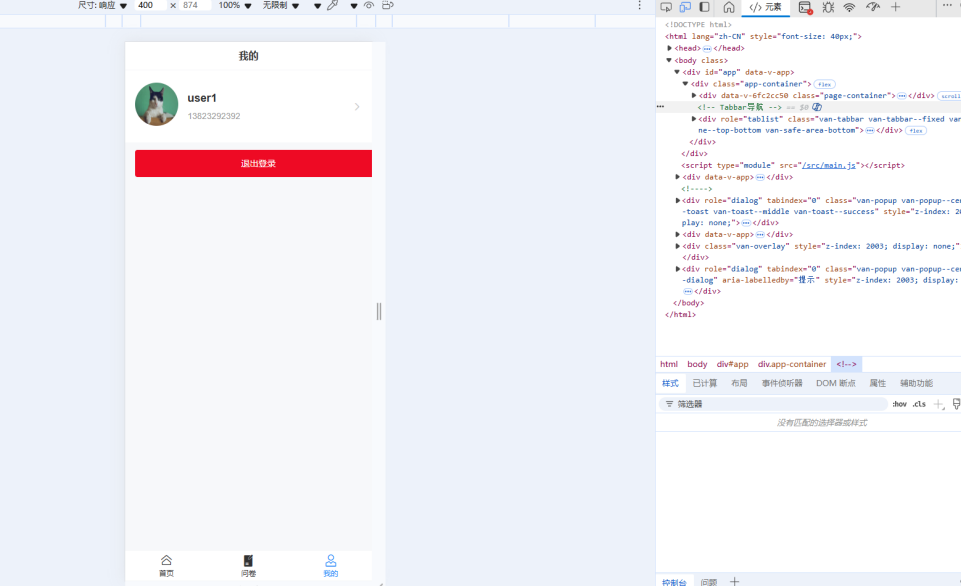 尺寸: 响应 ▼ 400 × 874 100% ▼ 无限制 ▼
我的
user1
13823292392
退出登录
首页
问卷
我的
元素
<!DOCTYPE html>
<html lang="zh-CN" style="font-size: 40px;">
<head>⋯</head>
<body class>
<div id="app" data-v-app>
<div class="app-container"> flex
<div data-v-6fc2cc50 class="page-container">⋯</div> scroll
<!-- Tabbar导航 --> == $0
<div role="tablist" class="van-tabbar van-tabbar--fixed van
ne--top-bottom van-safe-area-bottom">⋯</div> flex
</div>
</div>
<script type="module" src="/src/main.js"></script>
<div data-v-app>⋯</div>
<!---->
<div role="dialog" tabindex="0" class="van-popup van-popup--ce
-toast van-toast--middle van-toast--success" style="z-index: 20
play: none;">⋯</div>
<div data-v-app>⋯</div>
<div class="van-overlay" style="z-index: 2003; display: none;"
</div>
<div role="dialog" tabindex="0" class="van-popup van-popup--ce
-dialog" aria-labelledby="提示" style="z-index: 2003; display:
⋯</div>
</body>
</html>
html body div#app div.app-container <!-->
样式 已计算 布局 事件侦听器 DOM 断点 属性 辅助功能
筛选器 :hov .cls
没有匹配的选择器或样式
控制台 问题